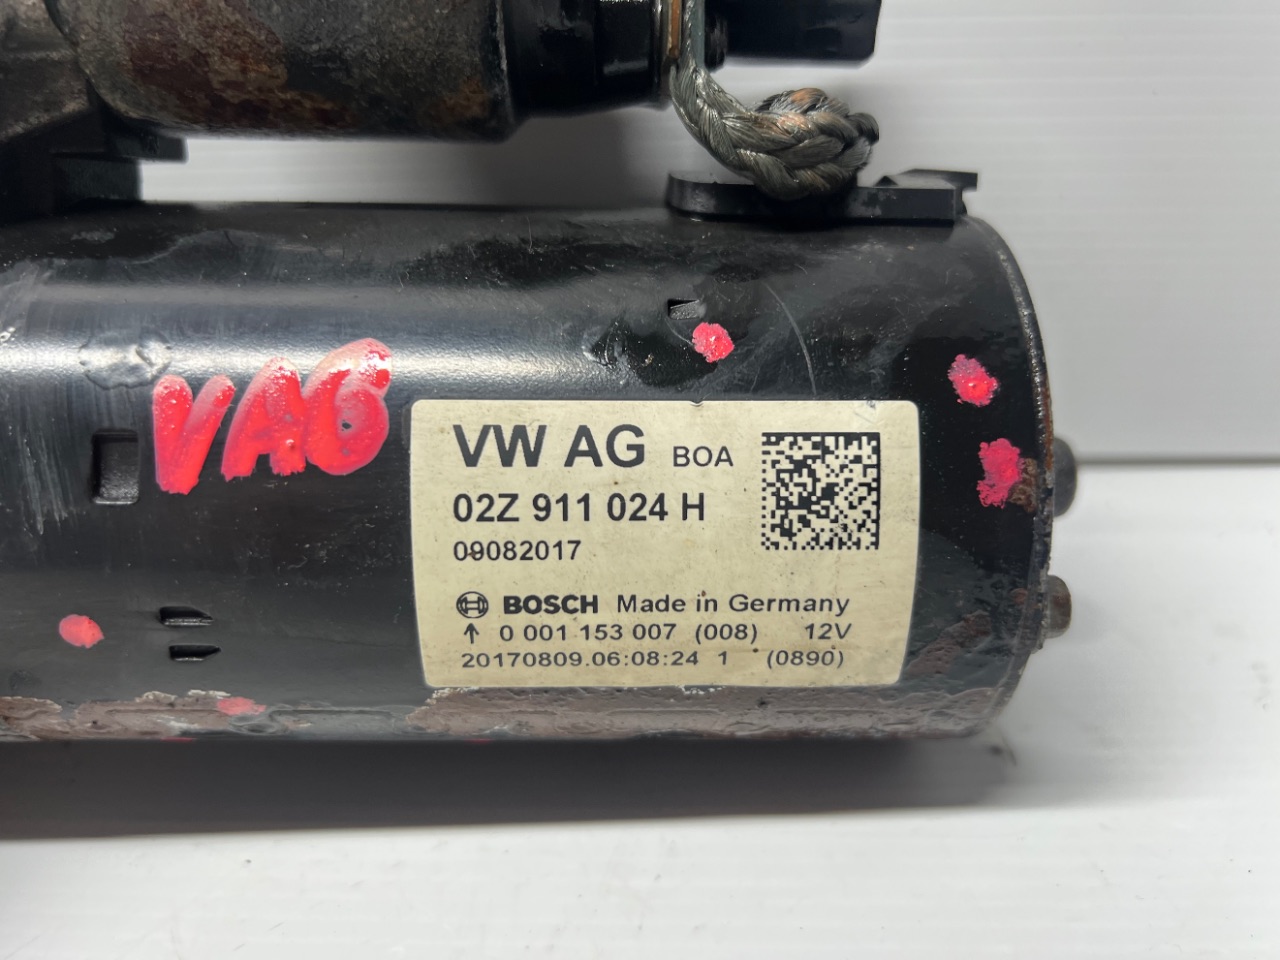 VAG
VW AG BOA
02Z 911 024 H
09082017
BOSCH Made in Germany
↑ 0 001 153 007 (008) 12V
20170809.06:08:24 1 (0890)